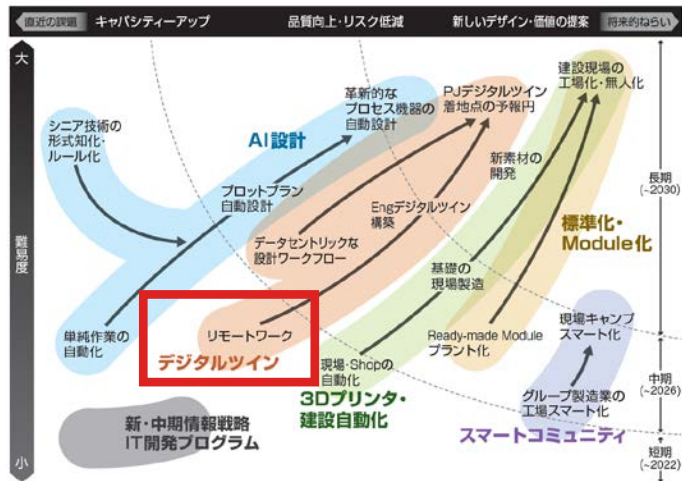 直近の課題
キャパシティーアップ
品質向上・リスク低減
新しいデザイン・価値の提案
将来的ねらい
大
難易度
小
シニア技術の
形式知化・
ルール化
AI設計
革新的な
プロセス機器の
自動設計
PJデジタルツイン
着地点の予報円
建設現場の
工場化・無人化
プロットプラン
自動設計
新素材の
開発
Engデジタルツイン
構築
データセントリックな
設計ワークフロー
標準化・
Module化
基礎の
現場製造
単純作業の
自動化
リモートワーク
デジタルツイン
現場・Shopの
自動化
3Dプリンタ・
建設自動化
Ready-made Module
プラント化
現場キャンプ
スマート化
グループ製造業の
工場スマート化
スマートコミュニティ
新・中期情報戦略
IT開発プログラム
長期
(~2030)
中期
(~2026)
短期
(~2022)